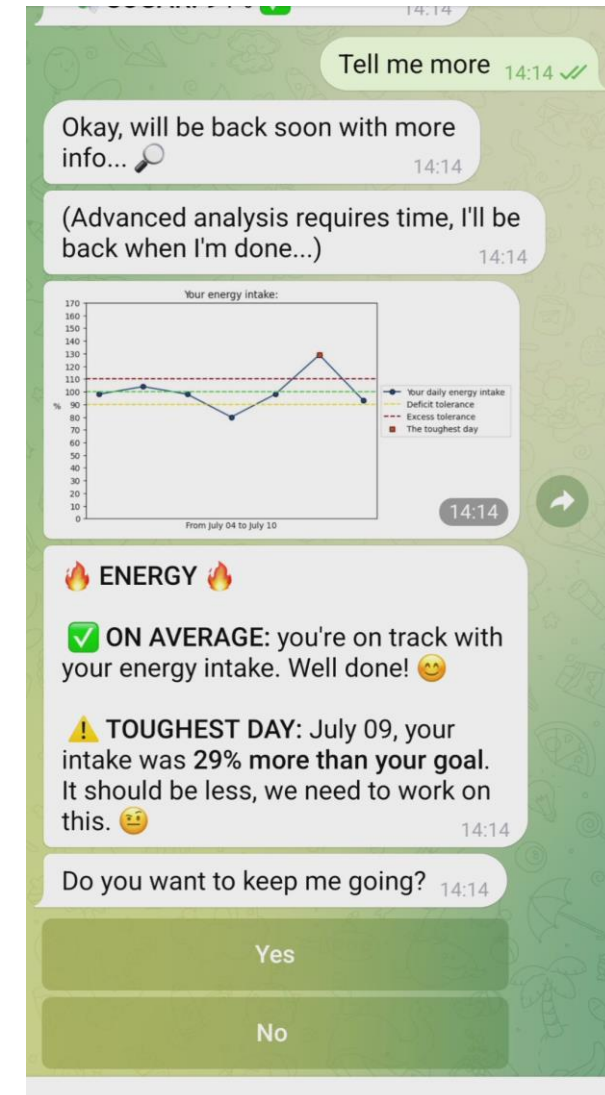 14:14
Tell me more 14:14
Okay, will be back soon with more
info... 🔎 14:14
(Advanced analysis requires time, I'll be
back when I'm done...) 14:14
Your energy intake:
170
160
150
140
130
120
110
100
90
80
70
60
50
40
30
20
10
0
%
Your daily energy intake
Deficit tolerance
Excess tolerance
The toughest day
From July 04 to July 10
14:14
🔥 ENERGY 🔥
✅ ON AVERAGE: you're on track with
your energy intake. Well done! 😊
⚠️ TOUGHEST DAY: July 09, your
intake was 29% more than your goal.
It should be less, we need to work on
this. 🤨 14:14
Do you want to keep me going? 14:14
Yes
No